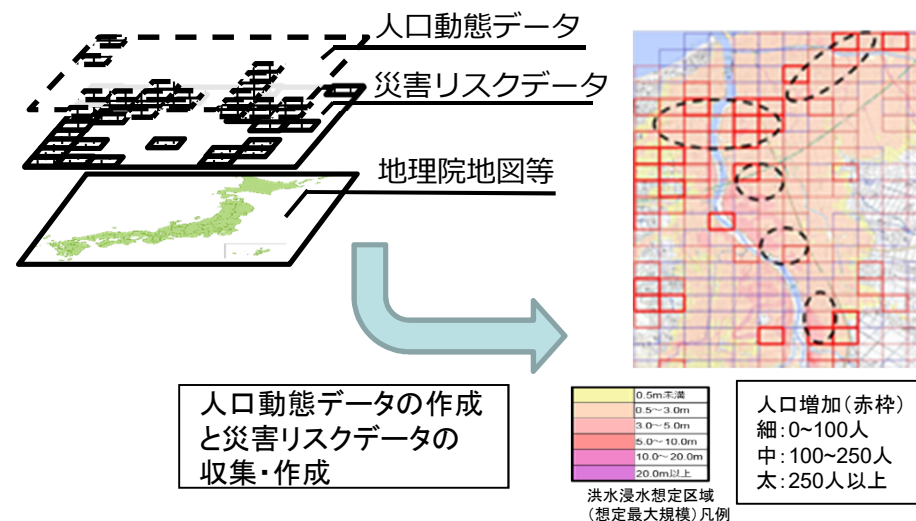 人口動態データ
災害リスクデータ
地理院地図等
人口動態データの作成
と災害リスクデータの
収集・作成
0.5m未満
0.5～3.0m
3.0～5.0m
5.0～10.0m
10.0～20.0m
20.0m以上
洪水浸水想定区域
（想定最大規模）凡例
人口増加（赤枠）
細：0~100人
中：100~250人
太：250人以上